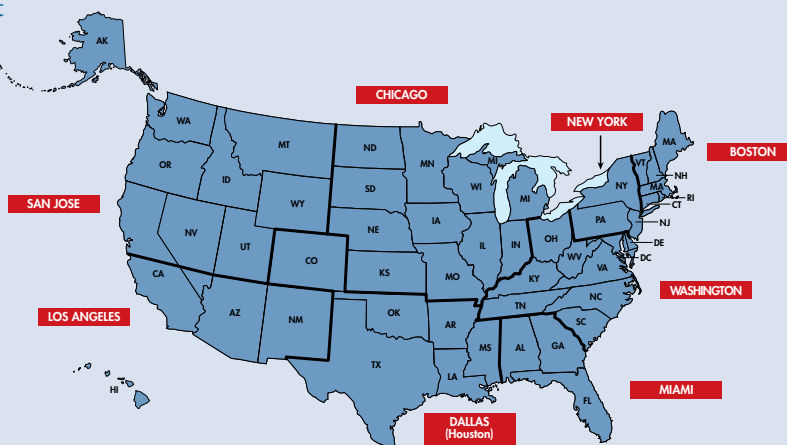 AK
CHICAGO
NEW YORK
BOSTON
SAN JOSE
LOS ANGELES
WASHINGTON
MIAMI
DALLAS
(Houston)
WA
MT
ND
MN
MI
VT
MA
NH
OR
ID
SD
WI
MI
NY
MA
RI
CT
WY
IA
PA
NJ
NV
UT
NE
IL
IN
OH
DE
DC
CA
CO
KS
MO
WV
VA
KY
AZ
NM
OK
AR
TN
NC
SC
TX
LA
MS
AL
GA
FL
HI